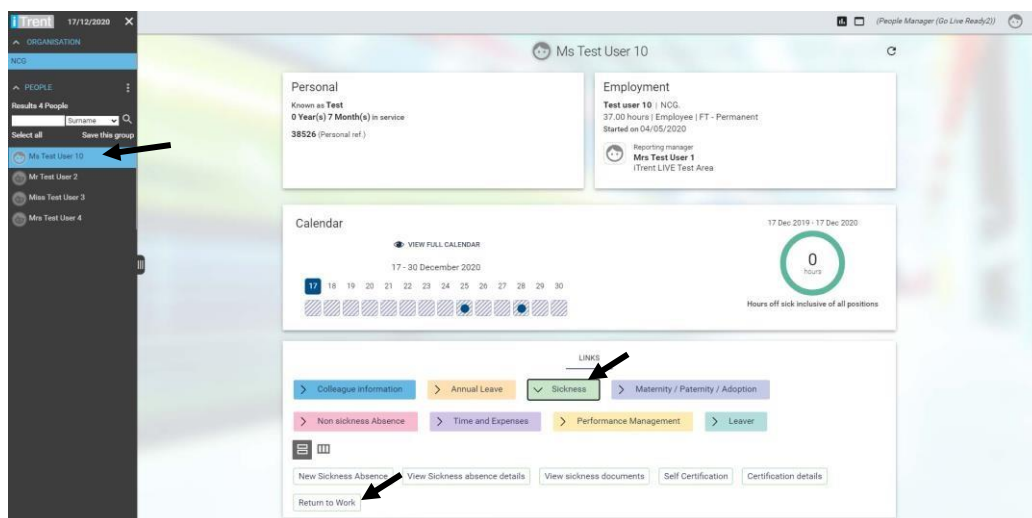 iTrent 17/12/2020 X
(People Manager (Go Live Ready2))
ORGANISATION
NCG
PEOPLE
Results 4 People
Surname
Select all Save this group
Ms Test User 10
Mr Test User 2
Miss Test User 3
Mrs Test User 4
Ms Test User 10
Personal
Known as Test
0 Year(s) 7 Month(s) in service
38526 (Personal ref.)
Employment
Test user 10 | NCG.
37.00 hours | Employee | FT - Permanent
Started on 04/05/2020
Reporting manager
Mrs Test User 1
iTrent LIVE Test Area
Calendar
VIEW FULL CALENDAR
17 - 30 December 2020
17 18 19 20 21 22 23 24 25 26 27 28 29 30
17 Dec 2019 - 17 Dec 2020
0
hours
Hours off sick inclusive of all positions
LINKS
Colleague information Annual Leave Sickness Maternity / Paternity / Adoption
Non sickness Absence Time and Expenses Performance Management Leaver
New Sickness Absence View Sickness absence details View sickness documents Self Certification Certification details
Return to Work